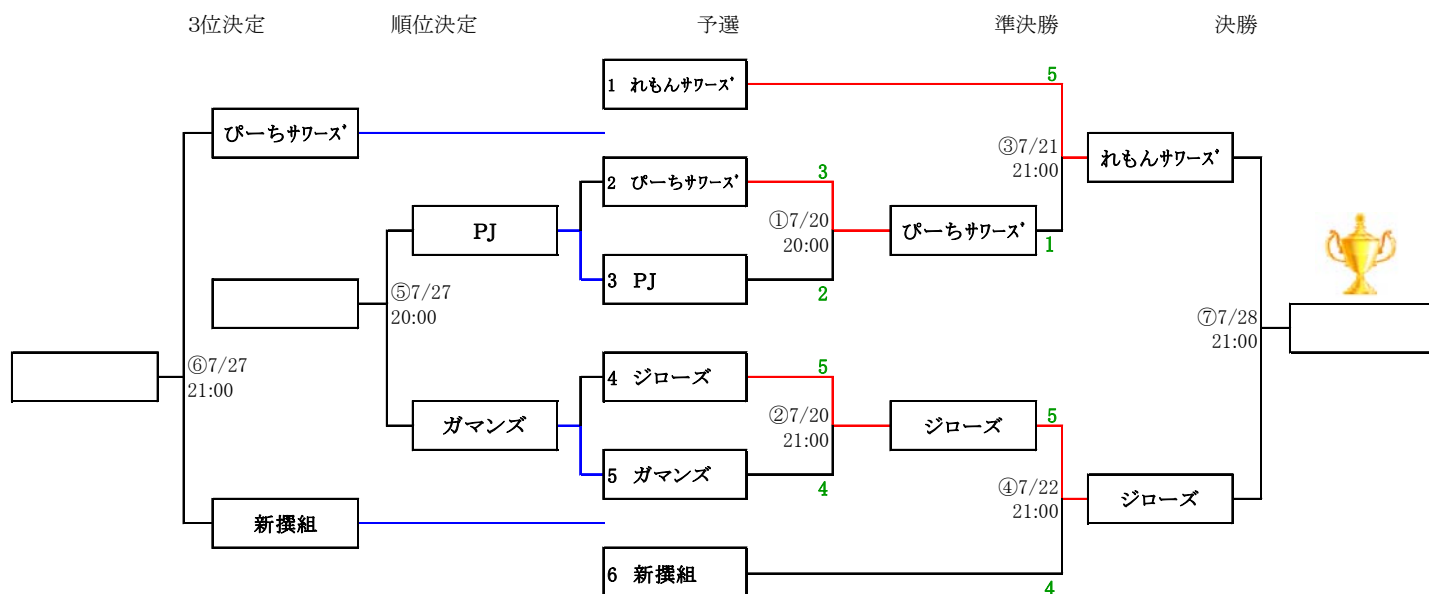 3位決定 順位決定 予選 準決勝 決勝
1 れもんサワーズ 5
ぴーちサワーズ
③7/21
21:00
れもんサワーズ
2 ぴーちサワーズ 3
PJ
①7/20
20:00
ぴーちサワーズ
1
3 PJ
2
⑤7/27
20:00
⑦7/28
21:00
⑥7/27
21:00
4 ジローズ 5
ガマンズ
②7/20
21:00
ジローズ 5
5 ガマンズ
4
④7/22
21:00
ジローズ
新撰組
6 新撰組
4